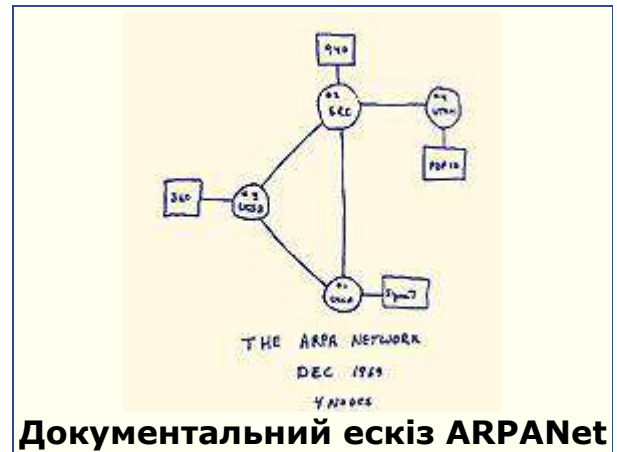 940
#2
SRI
#4
UTAH
PDP10
360
#3
UCSB
#1
UCLA
Sigma7
THE ARPA NETWORK
DEC 1969
4 NODES
Документальний ескіз ARPANet